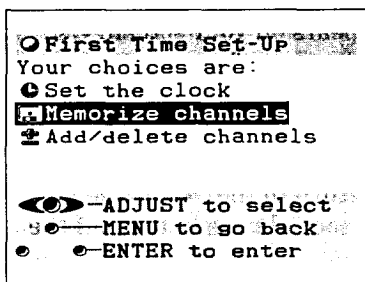 First Time Set-Up
Your choices are:
Set the clock
Memorize channels
Add/delete channels
-ADJUST to select
MENU to go back
ENTER to enter